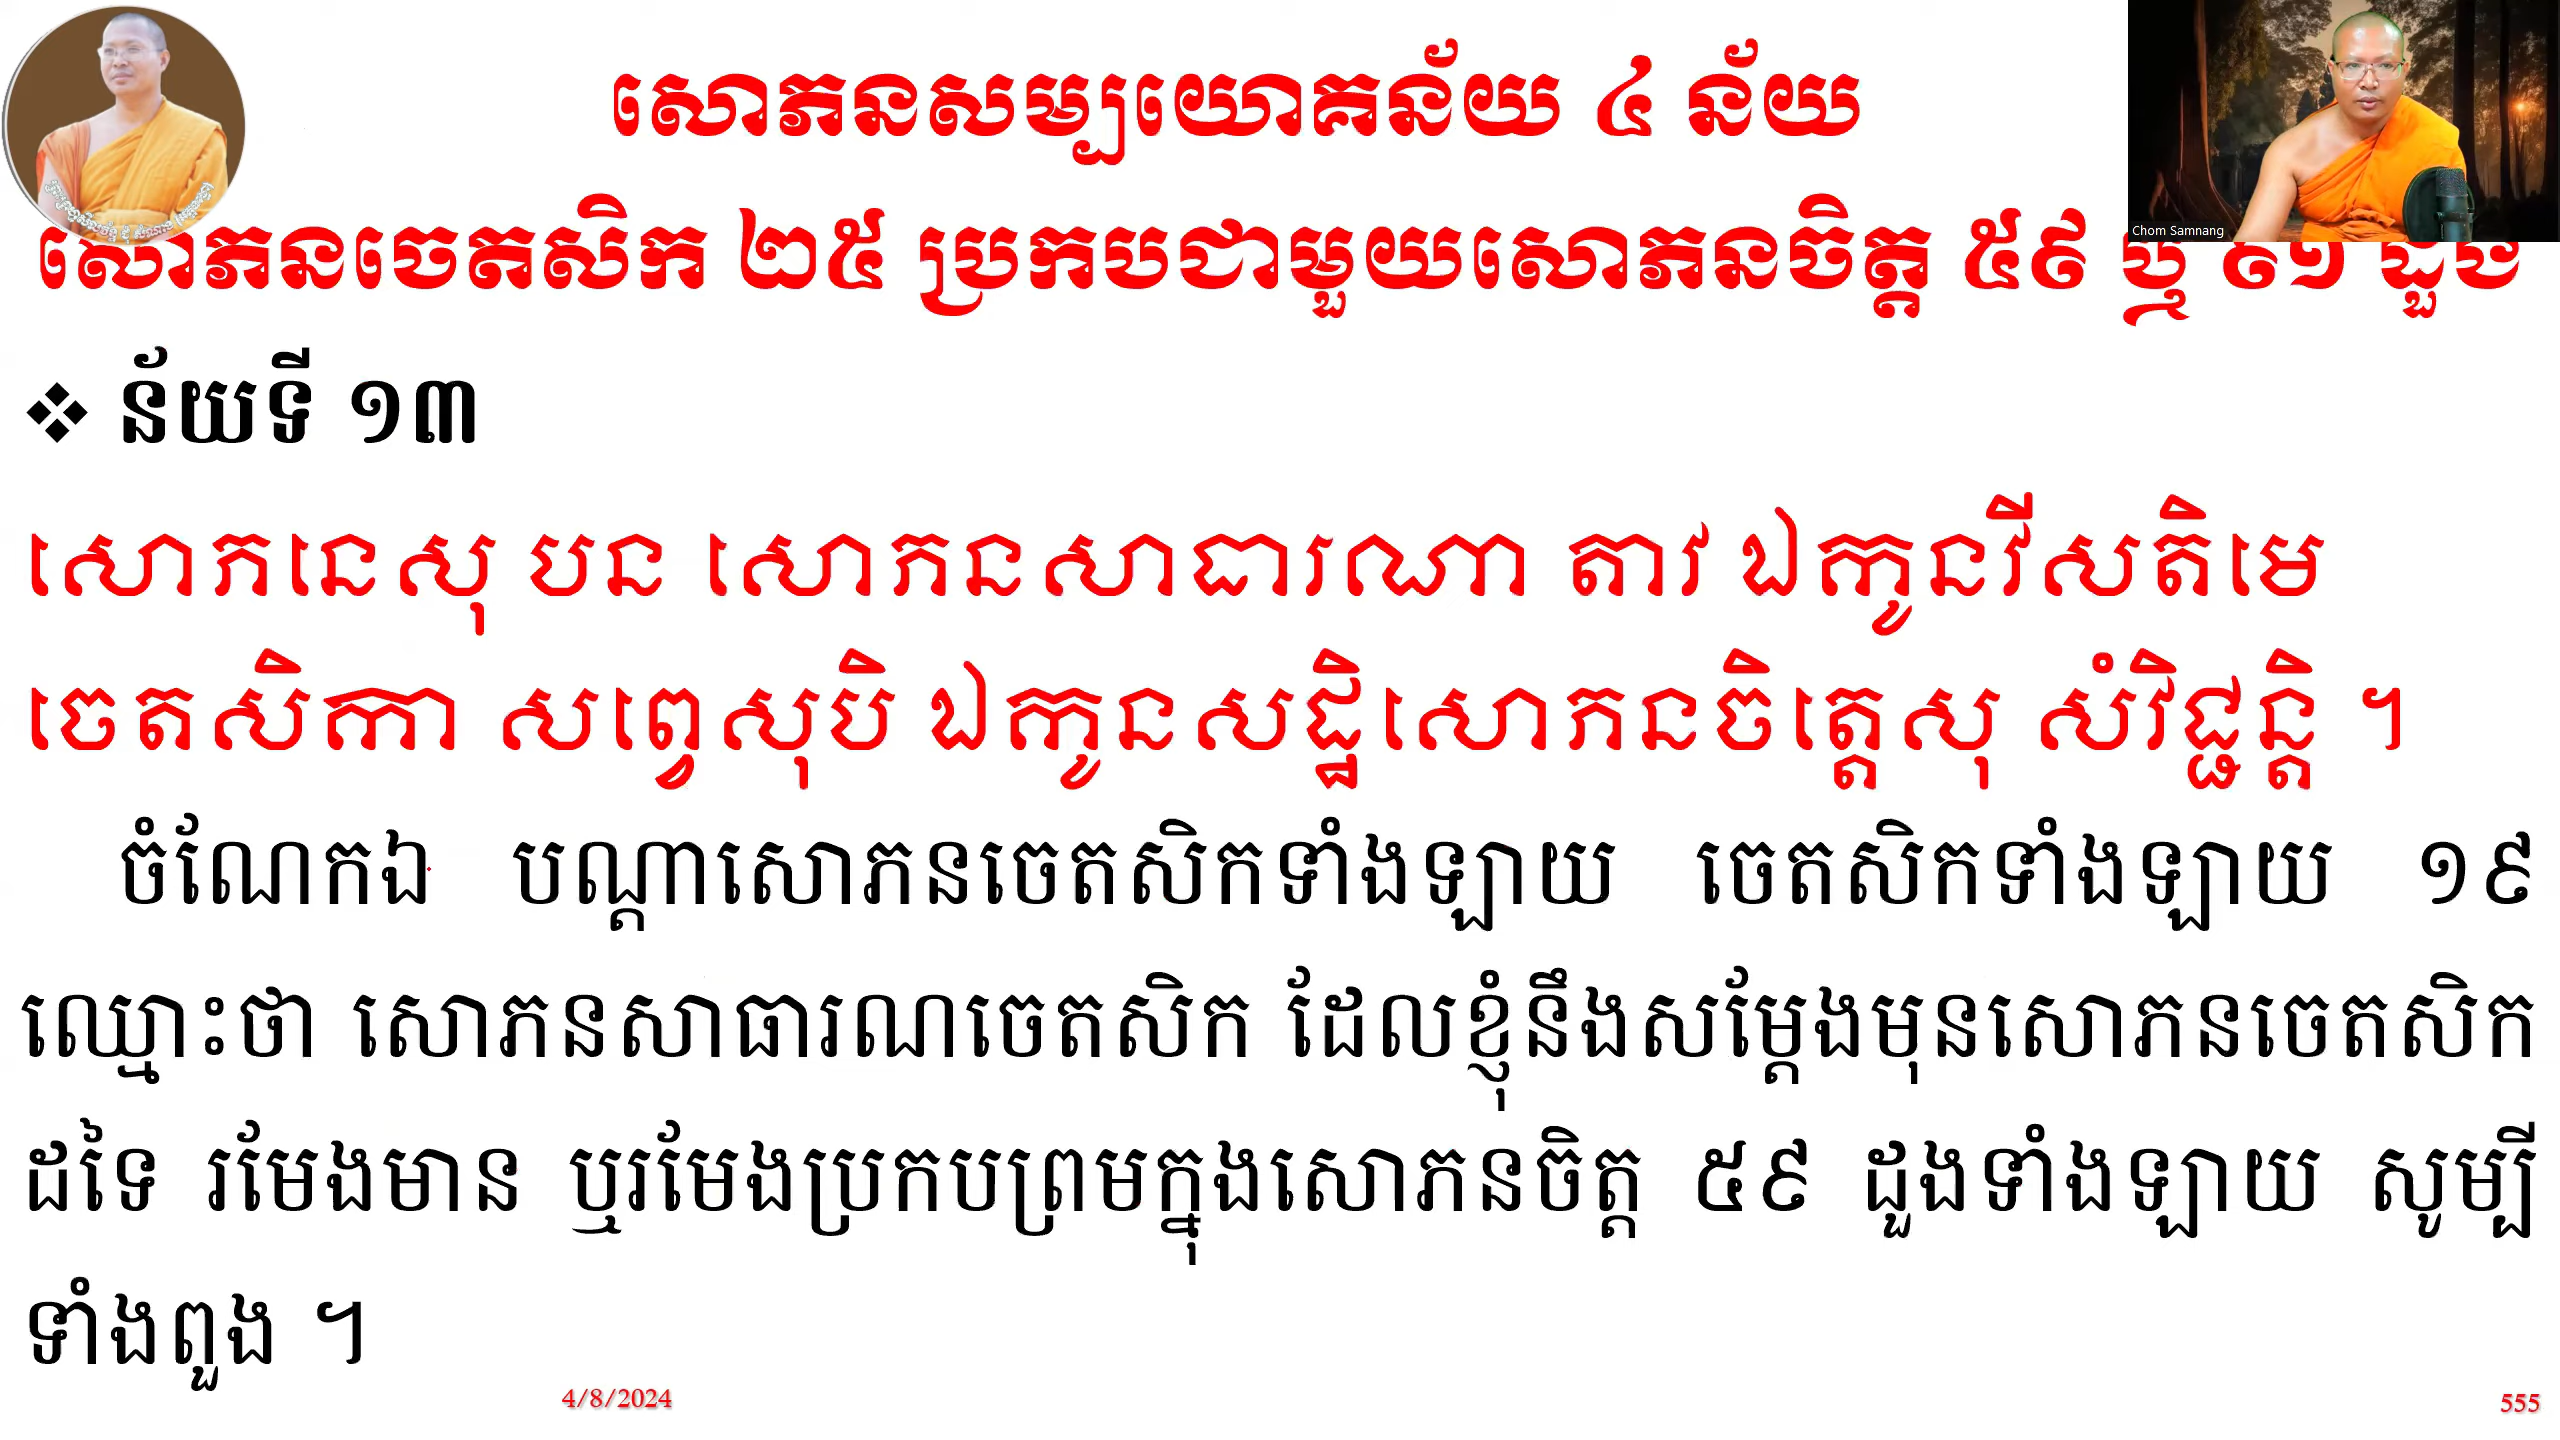 សោភនសម្បយោគន័យ ៤ ន័យ
Chom Samnang
សោភនចេតសិក ២៥ ប្រកបជាមួយសោភនចិត្ត ៥៩ ឬ ៩១ ដួង
❖ ន័យទី ១៣
សោភនេសុ បន សោភនសាធារណា តាវ ឯកូនវីសតិមេ
ចេតសិកា សព្វេសុបិ ឯកូនសដ្ឋិសោភនចិត្តេសុ សំវិជ្ជន្តិ ។
ចំណែកឯ បណ្តាសោភនចេតសិកទាំងឡាយ ចេតសិកទាំងឡាយ ១៩
ឈ្មោះថា សោភនសាធារណចេតសិក ដែលខ្ញុំនឹងសម្តែងមុនសោភនចេតសិក
ដទៃ រមែងមាន ឬរមែងប្រកបព្រមក្នុងសោភនចិត្ត ៥៩ ដួងទាំងឡាយ សូម្បី
ទាំងពួង ។
4/8/2024
555